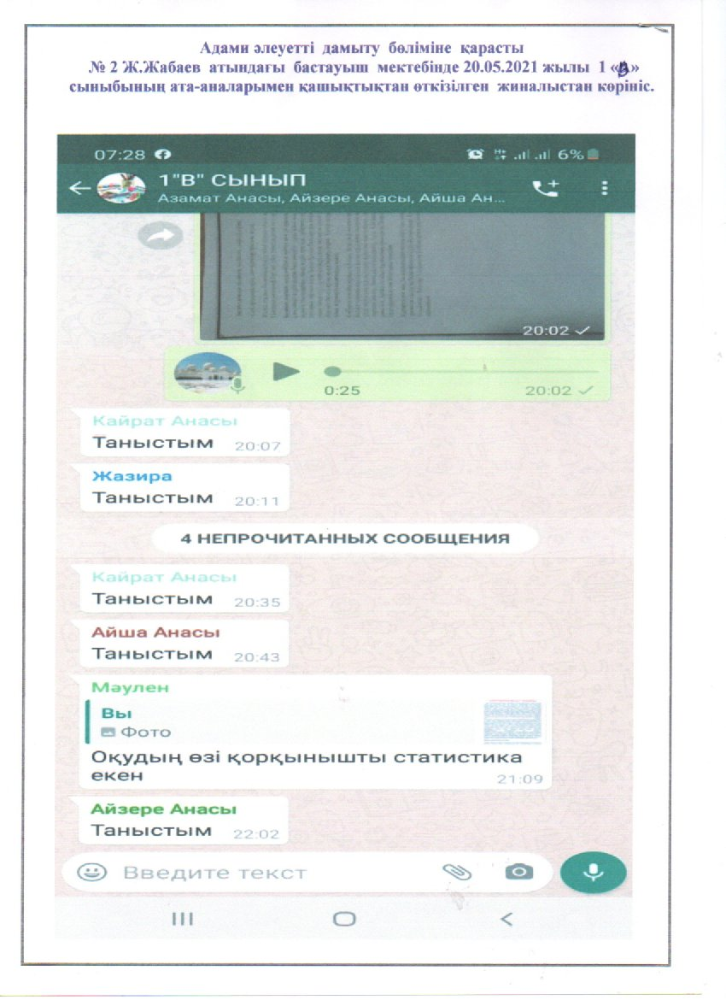 Адами әлеуетті дамыту бөліміне қарасты
№ 2 Ж.Жабаев атындағы бастауыш мектебінде 20.05.2021 жылы 1 «В»
сыныбының ата-аналарымен қашықтықтан өткізілген жиналыстан көрініс.
07:28 6%
1"В" СЫНЫП
Азамат Анасы, Айзере Анасы, Айша Ан...
20:02
0:25 20:02
Кайрат Анасы
Таныстым 20:07
Жазира
Таныстым 20:11
4 НЕПРОЧИТАННЫХ СООБЩЕНИЯ
Кайрат Анасы
Таныстым 20:35
Айша Анасы
Таныстым 20:43
Мәулен
Вы
Фото
Оқудың өзі қорқынышты статистика
екен 21:09
Айзере Анасы
Таныстым 22:02
Введите текст